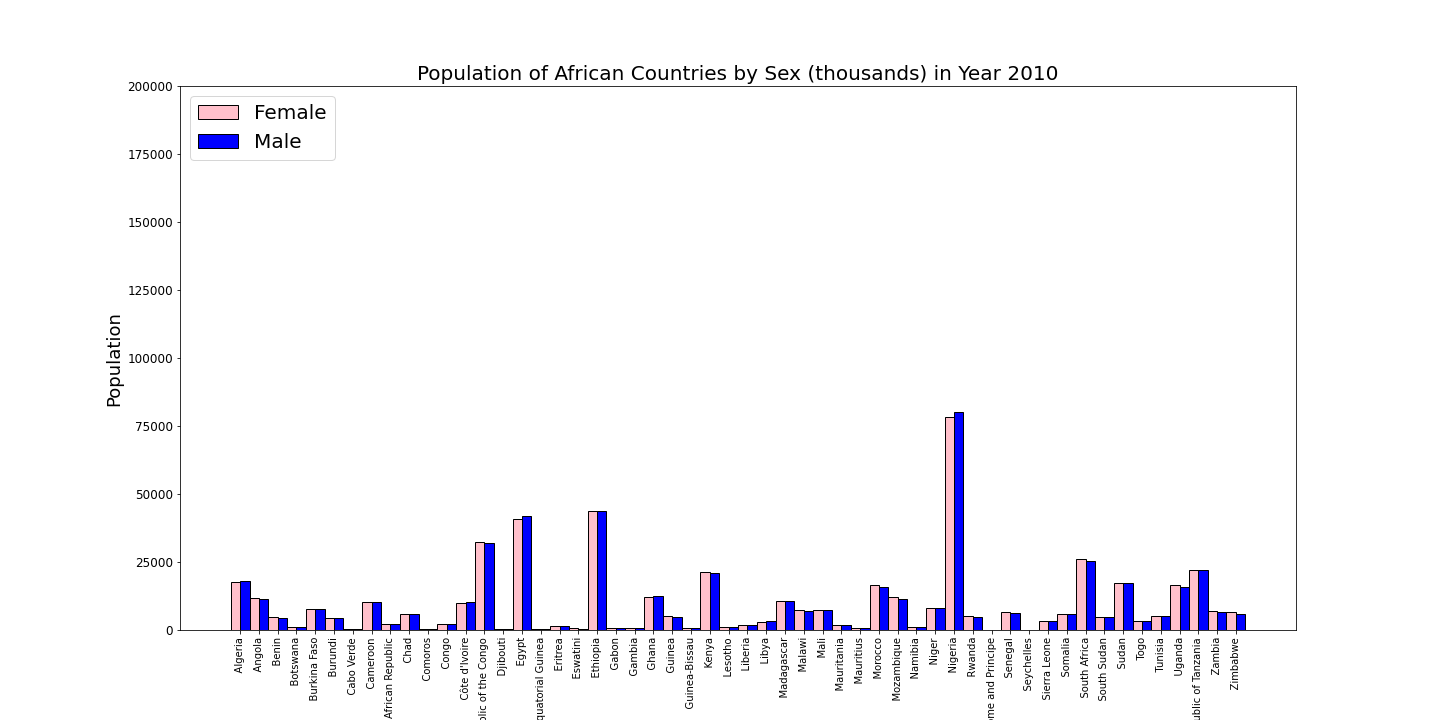 Population of African Countries by Sex (thousands) in Year 2010
Female
Male
Population
200000
175000
150000
125000
100000
75000
50000
25000
0
Algeria
Angola
Benin
Botswana
Burkina Faso
Burundi
Cabo Verde
Cameroon
African Republic
Chad
Comoros
Congo
Côte d'Ivoire
blic of the Congo
Djibouti
Egypt
quatorial Guinea
Eritrea
Eswatini
Ethiopia
Gabon
Gambia
Ghana
Guinea
Guinea-Bissau
Kenya
Lesotho
Liberia
Libya
Madagascar
Malawi
Mali
Mauritania
Mauritius
Morocco
Mozambique
Namibia
Niger
Nigeria
Rwanda
me and Principe
Senegal
Seychelles
Sierra Leone
Somalia
South Africa
South Sudan
Sudan
Togo
Tunisia
Uganda
ublic of Tanzania
Zambia
Zimbabwe